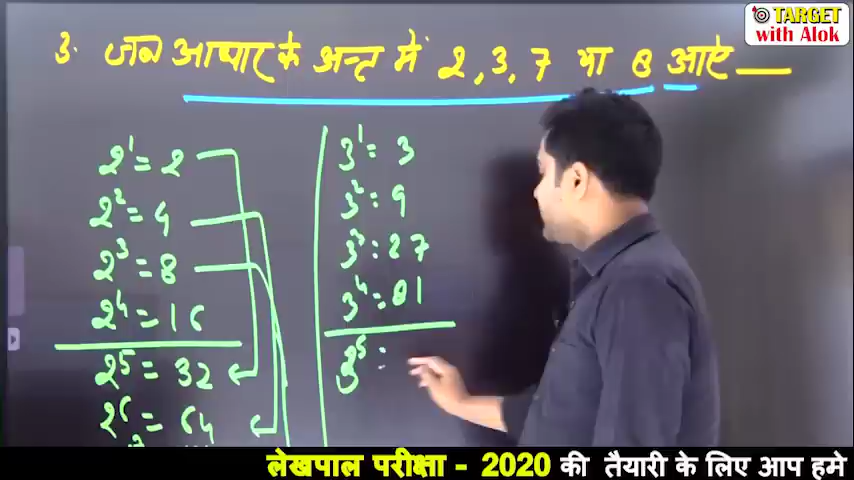 TARGET
with Alok
3. जब आधार के अन्त में 2, 3, 7 या 8 आऐ
2¹ = 2
2² = 4
2³ = 8
2⁴ = 16
2⁵ = 32
2⁶ = 64
3¹ = 3
3² = 9
3³ = 27
3⁴ = 81
3⁵ =
लेखपाल परीक्षा - 2020 की तैयारी के लिए आप हमे